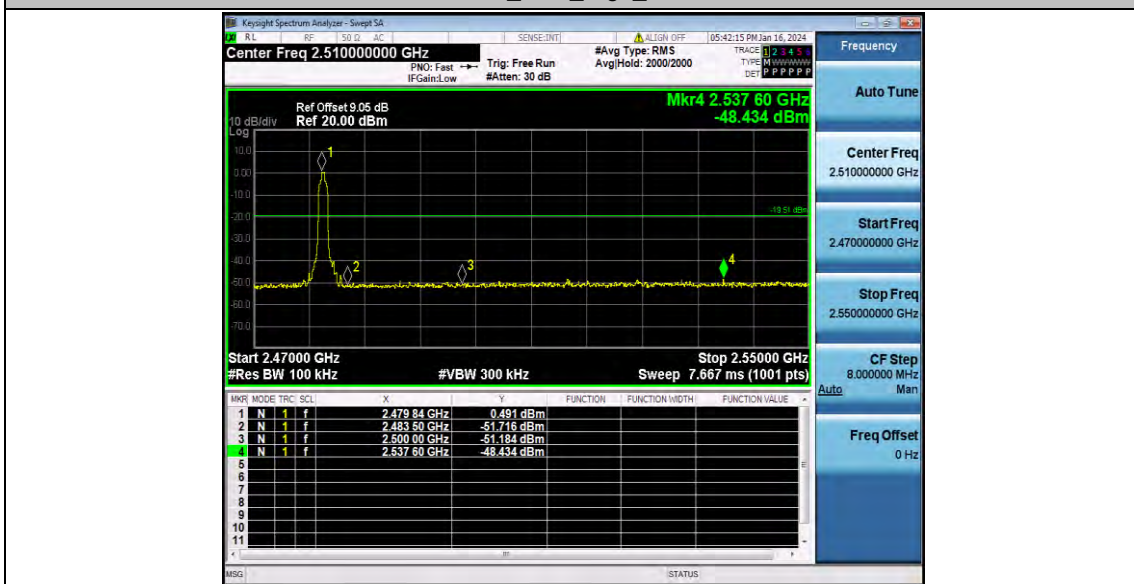 Keysight Spectrum Analyzer - Swept SA
LXI RL RF 50 Ω AC SENSE:INT ALIGN OFF 05:42:15 PM Jan 16, 2024
Center Freq 2.510000000 GHz
PNO: Fast
IFGain:Low
Trig: Free Run
#Atten: 30 dB
#Avg Type: RMS
Avg|Hold: 2000/2000
TRACE 1 2 3 4 5 6
TYPE M WWWWW
DET P P P P P P
Mkr4 2.537 60 GHz
-48.434 dBm
Ref Offset 9.05 dB
10 dB/div Ref 20.00 dBm
Log
10.0
0.00
-10.0
-20.0
-30.0
-40.0
-50.0
-60.0
-70.0
1
2
3
4
-19.51 dBm
Start 2.47000 GHz Stop 2.55000 GHz
#Res BW 100 kHz #VBW 300 kHz Sweep 7.667 ms (1001 pts)
MKR MODE TRC SCL X Y FUNCTION FUNCTION WIDTH FUNCTION VALUE
1 N 1 f 2.479 84 GHz 0.491 dBm
2 N 1 f 2.483 50 GHz -51.716 dBm
3 N 1 f 2.500 00 GHz -51.184 dBm
4 N 1 f 2.537 60 GHz -48.434 dBm
5
6
7
8
9
10
11
MSG STATUS
Frequency
Auto Tune
Center Freq
2.510000000 GHz
Start Freq
2.470000000 GHz
Stop Freq
2.550000000 GHz
CF Step
8.000000 MHz
Auto Man
Freq Offset
0 Hz